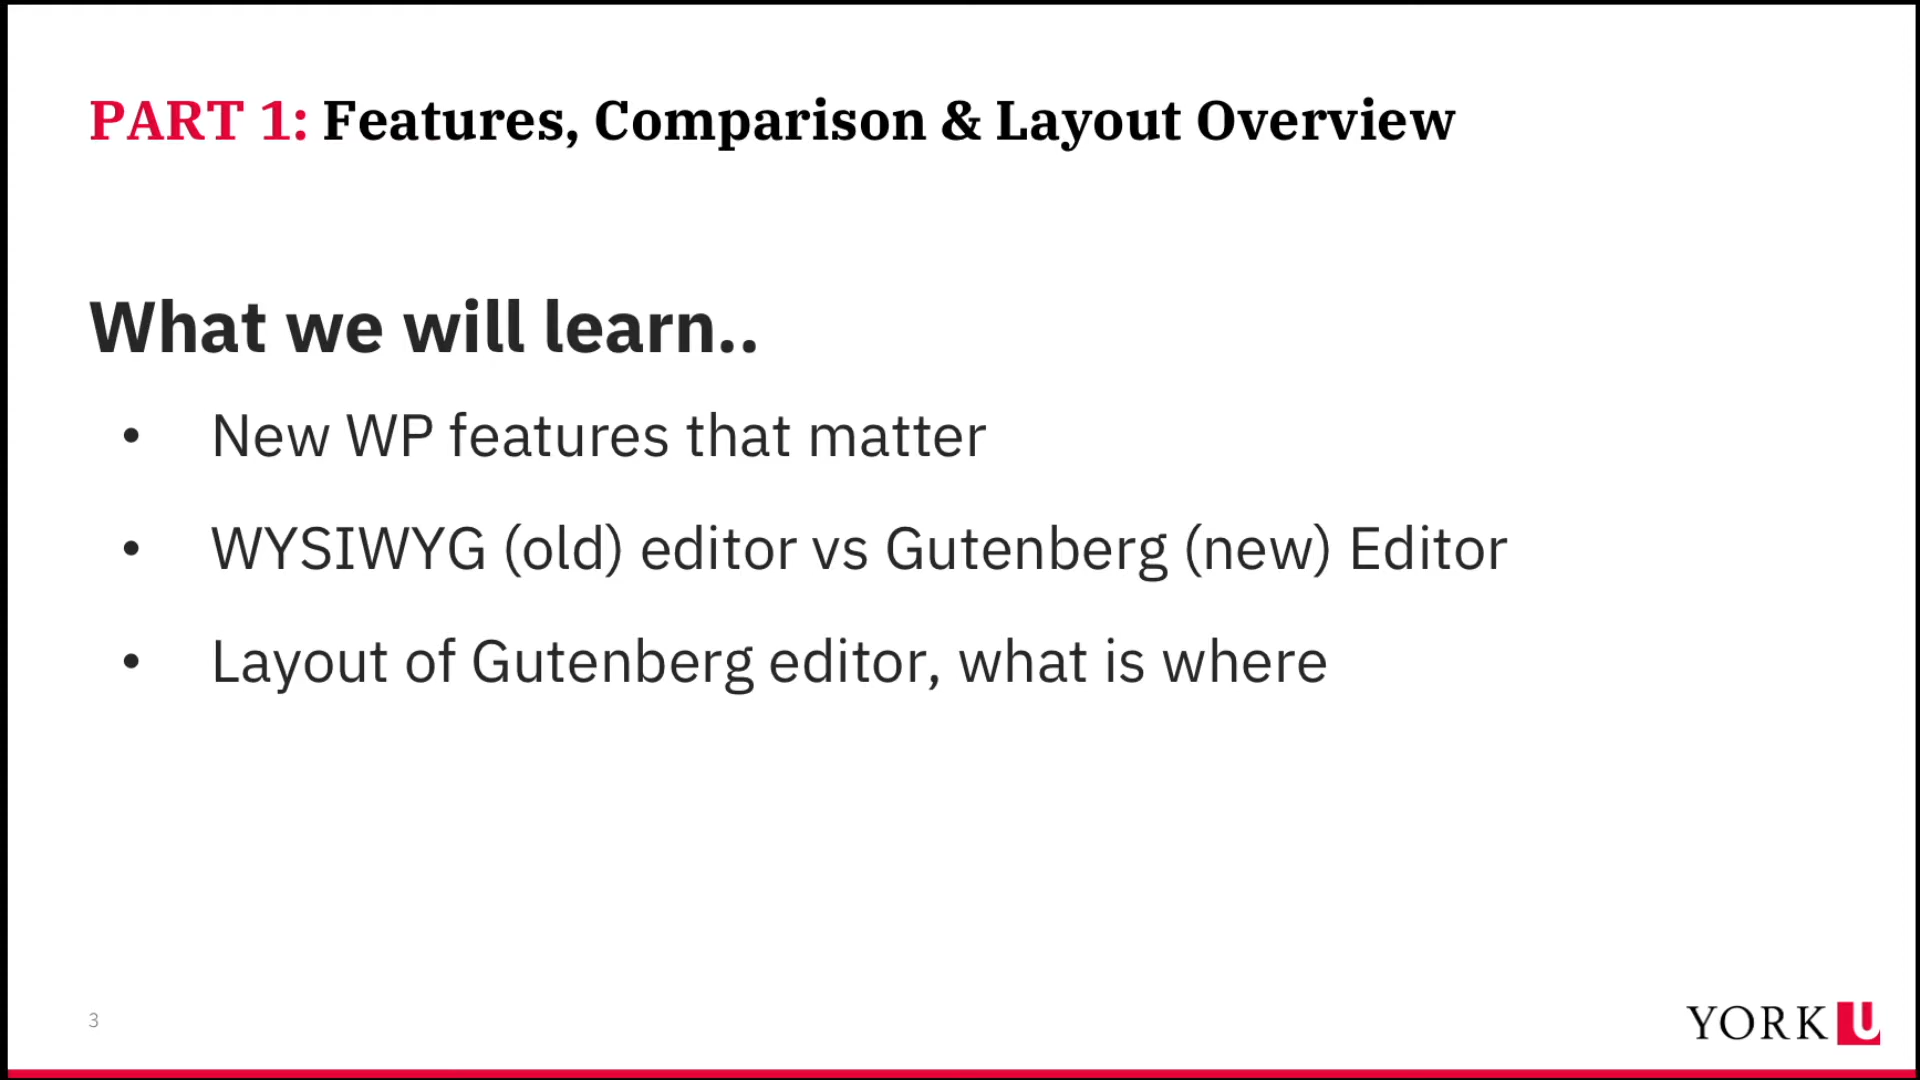 PART 1: Features, Comparison & Layout Overview
What we will learn..
• New WP features that matter
• WYSIWYG (old) editor vs Gutenberg (new) Editor
• Layout of Gutenberg editor, what is where
3
YORK U